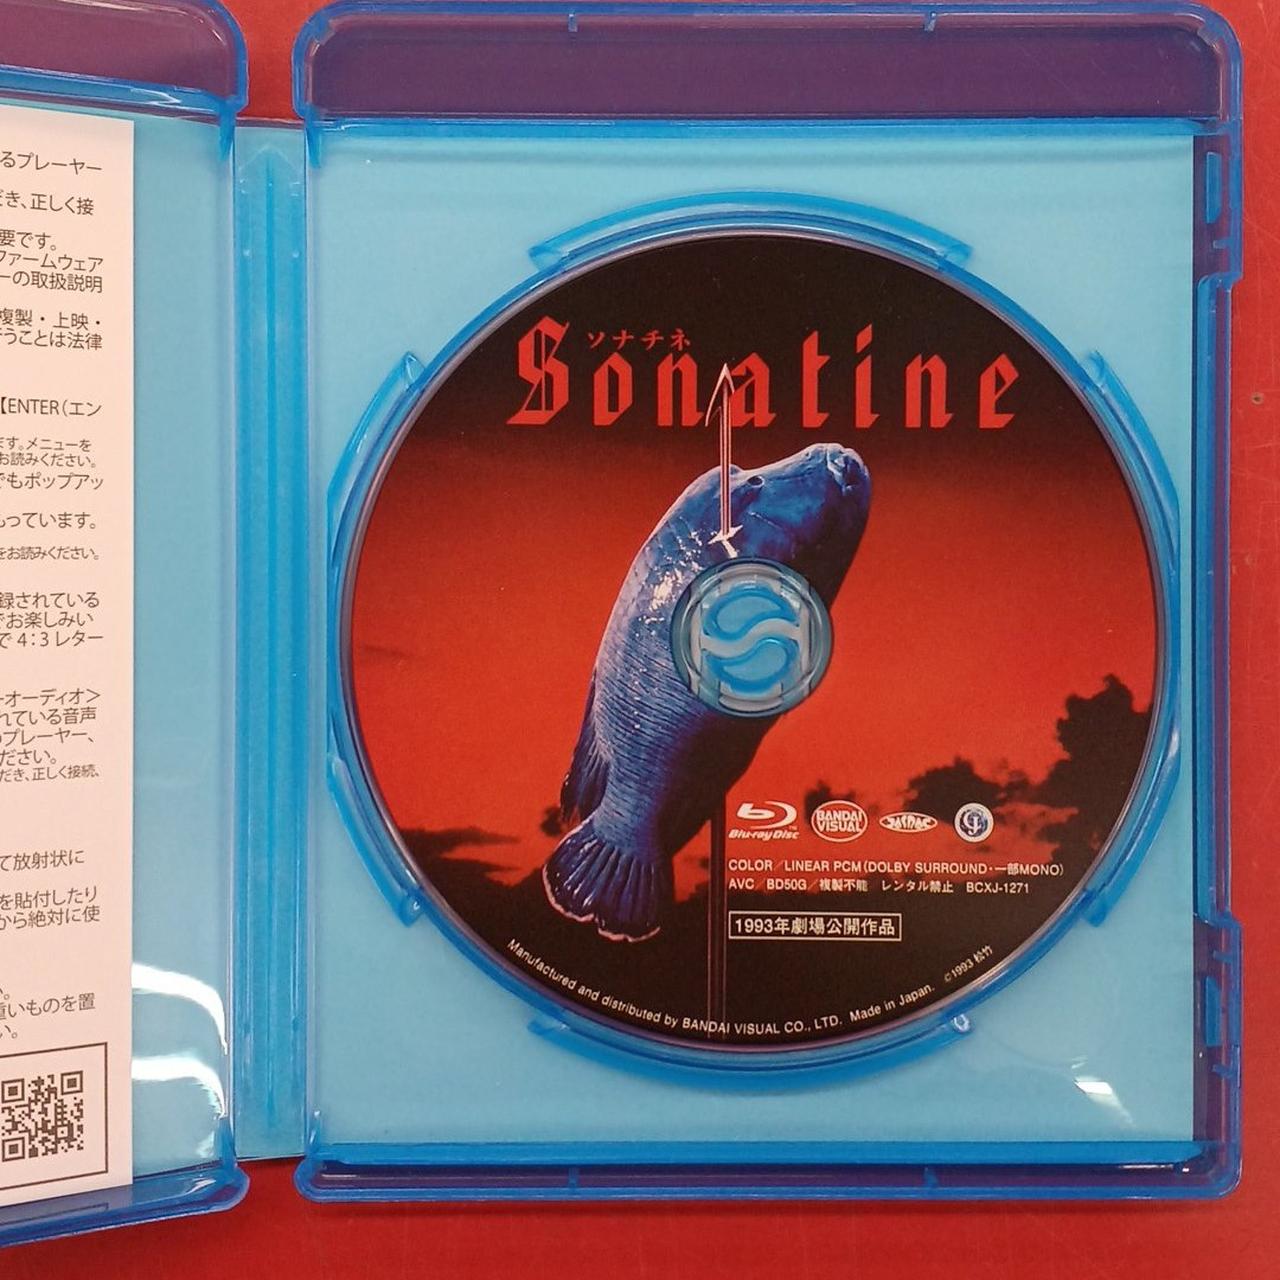 るプレーヤー
だき、正しく接
要です。
ファームウェア
ーの取扱説明
複製・上映・
行うことは法律
【ENTER(エン
ます。メニューを
お読みください。
でもポップアッ
もっています。
をお読みください。
録されている
でお楽しみい
で4:3レター
ーオーディオ＞
れている音声
のプレーヤー、
ださい。
だき、正しく接続、
て放射状に
を貼付したり
から絶対に使
い。
重いものを置
い。
ソナチネ
Sonatine
Blu-ray Disc
BANDAI VISUAL
JASRAC
COLOR／LINEAR PCM(DOLBY SURROUND・一部MONO)
AVC／BD50G／複製不能　レンタル禁止　BCXJ-1271
1993年劇場公開作品
Manufactured and distributed by BANDAI VISUAL CO., LTD. Made in Japan. ©1993 松竹